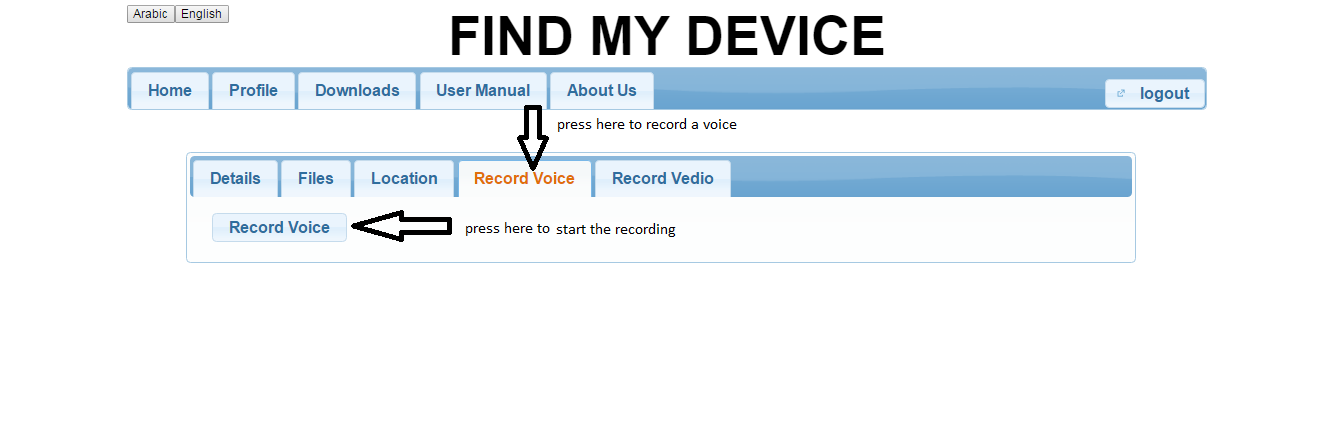 Arabic English
FIND MY DEVICE
Home Profile Downloads User Manual About Us logout
press here to record a voice
Details Files Location Record Voice Record Vedio
Record Voice press here to start the recording